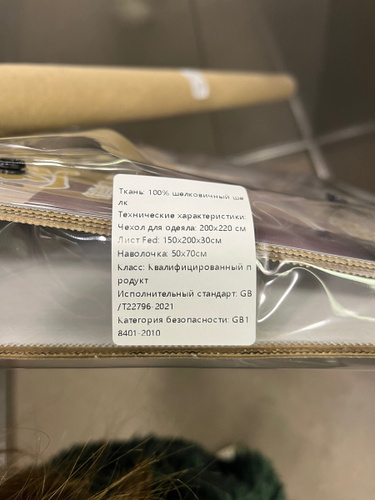 Ткань: 100% шелковичный ше
лк
Технические характеристики:
Чехол для одеяла: 200x220 см
Лист Fed: 150x200x30см
Наволочка: 50x70см
Класс: Квалифицированный п
родукт
Исполнительный стандарт: GB
/T22796-2021
Категория безопасности: GB1
8401-2010